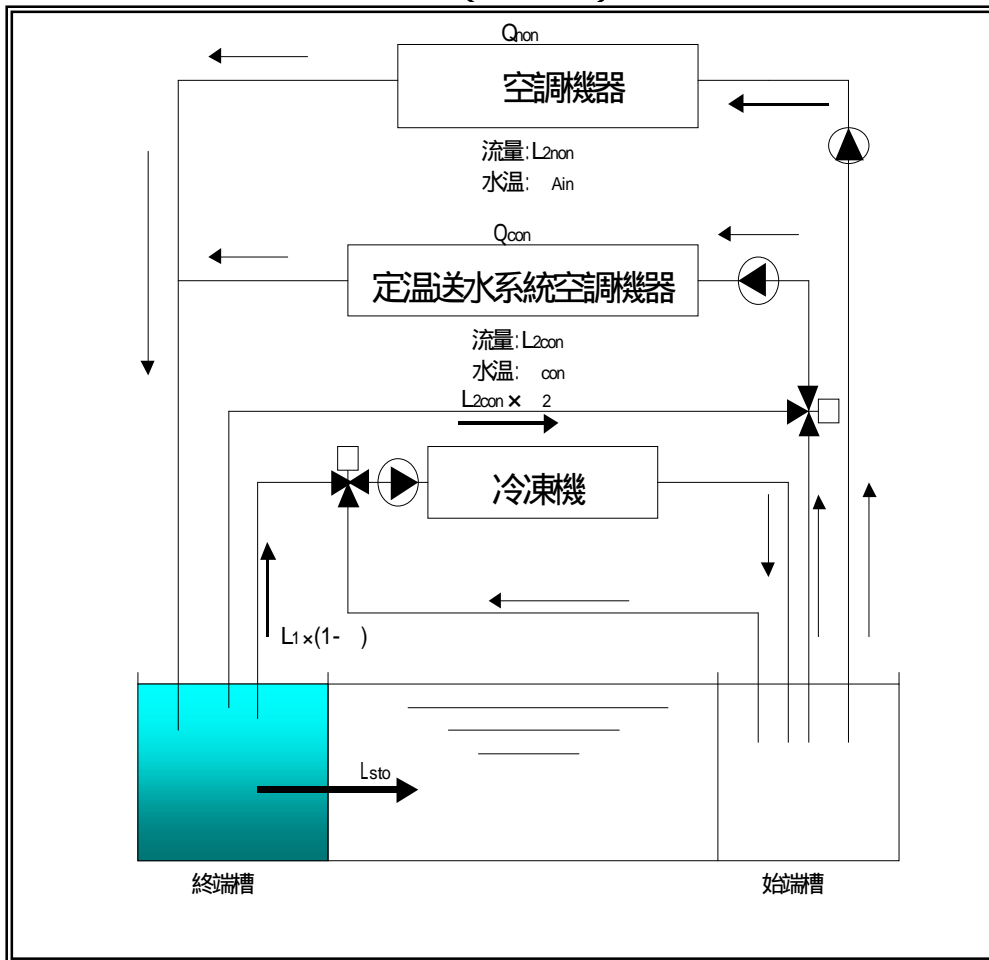 Qnon
空調機器
流量:L2non
水温: Ain
Qcon
定温送水系統空調機器
流量:L2con
水温: con
L2con× 2
冷凍機
L1×(1- )
Lsto
終端槽
始端槽